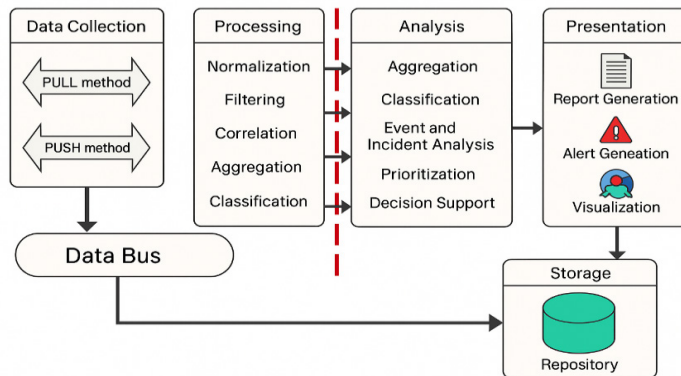 Data Collection
PULL method
PUSH method
Data Bus
Processing
Normalization
Filtering
Correlation
Aggregation
Classification
Analysis
Aggregation
Classification
Event and
Incident Analysis
Prioritization
Decision Support
Presentation
Report Generation
Alert Geneation
Visualization
Storage
Repository